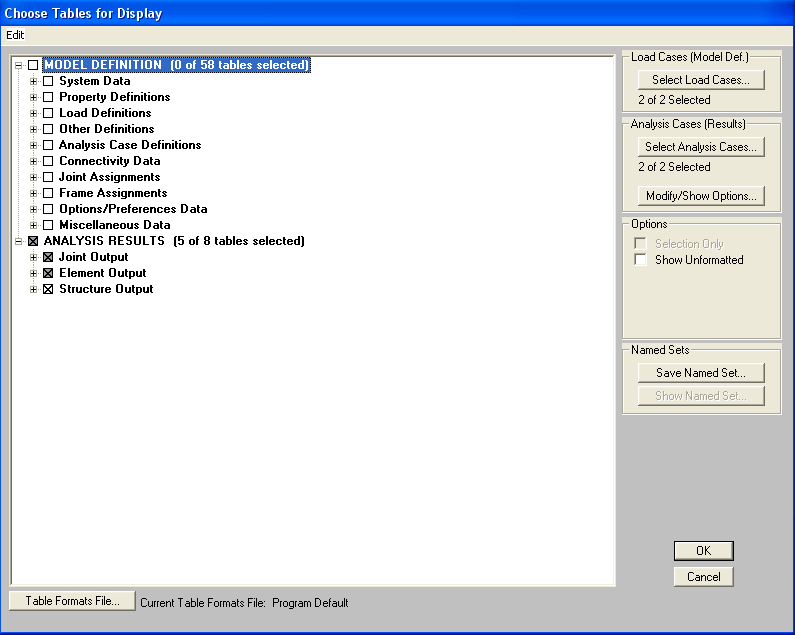 Choose Tables for Display
Edit
MODEL DEFINITION (0 of 58 tables selected)
System Data
Property Definitions
Load Definitions
Other Definitions
Analysis Case Definitions
Connectivity Data
Joint Assignments
Frame Assignments
Options/Preferences Data
Miscellaneous Data
ANALYSIS RESULTS (5 of 8 tables selected)
Joint Output
Element Output
Structure Output
Load Cases (Model Def.)
Select Load Cases...
2 of 2 Selected
Analysis Cases (Results)
Select Analysis Cases...
2 of 2 Selected
Modify/Show Options...
Options
Selection Only
Show Unformatted
Named Sets
Save Named Set...
Show Named Set...
OK
Cancel
Table Formats File...
Current Table Formats File: Program Default